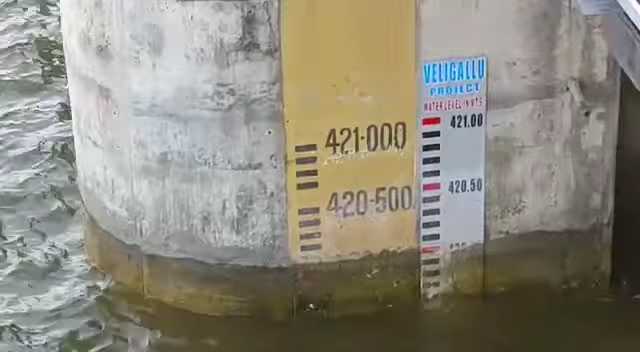 421·000
420·500
VELIGALLU
PROJECT
WATER LEVEL IN MTS
421.00
420.50